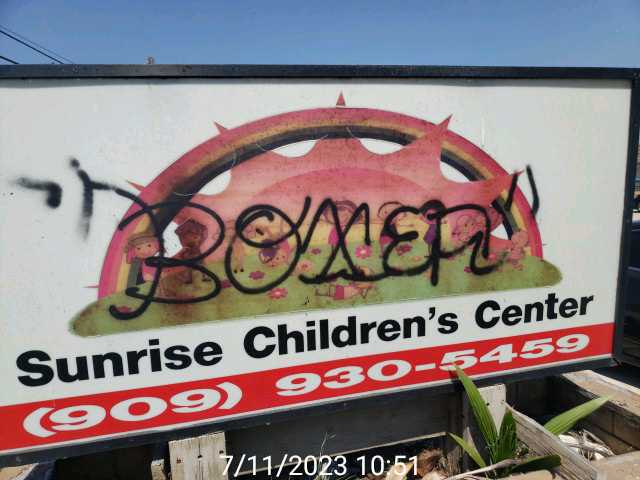 "BOXER"
Sunrise Children's Center
(909) 930-5459
7/11/2023 10:51